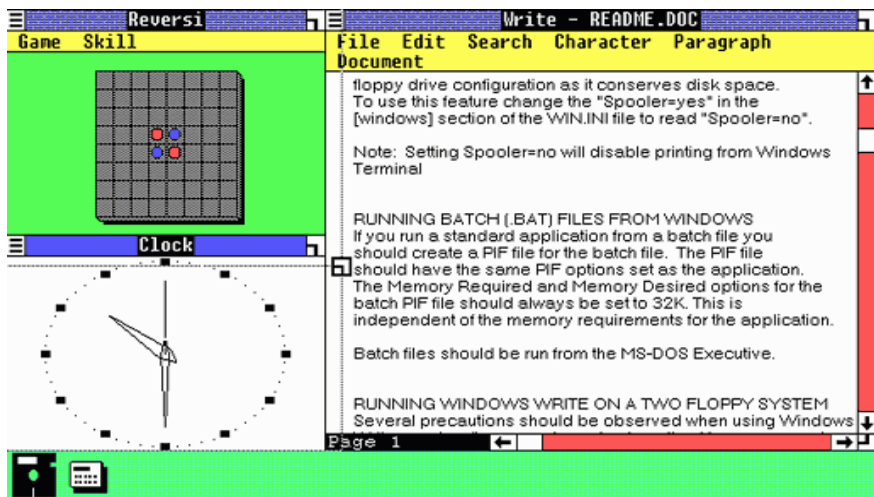 Reversi
Game Skill
Clock
Write - README.DOC
File Edit Search Character Paragraph
Document
floppy drive configuration as it conserves disk space.
To use this feature change the "Spooler=yes" in the
[windows] section of the WIN.INI file to read "Spooler=no".
Note: Setting Spooler=no will disable printing from Windows
Terminal
RUNNING BATCH (.BAT) FILES FROM WINDOWS
If you run a standard application from a batch file you
should create a PIF file for the batch file. The PIF file
should have the same PIF options set as the application.
The Memory Required and Memory Desired options for the
batch PIF file should always be set to 32K. This is
independent of the memory requirements for the application.
Batch files should be run from the MS-DOS Executive.
RUNNING WINDOWS WRITE ON A TWO FLOPPY SYSTEM
Several precautions should be observed when using Windows
Page 1